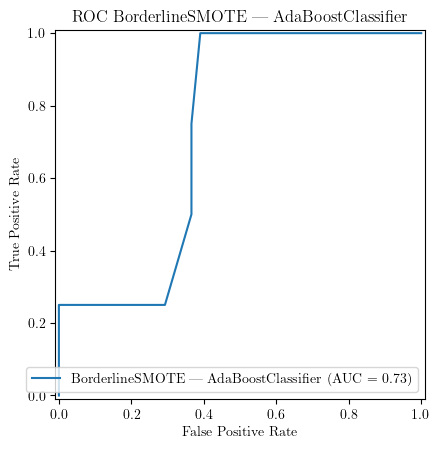 ROC BorderlineSMOTE — AdaBoostClassifier
1.0
0.8
0.6
0.4
0.2
0.0
True Positive Rate
BorderlineSMOTE — AdaBoostClassifier (AUC = 0.73)
0.0 0.2 0.4 0.6 0.8 1.0
False Positive Rate